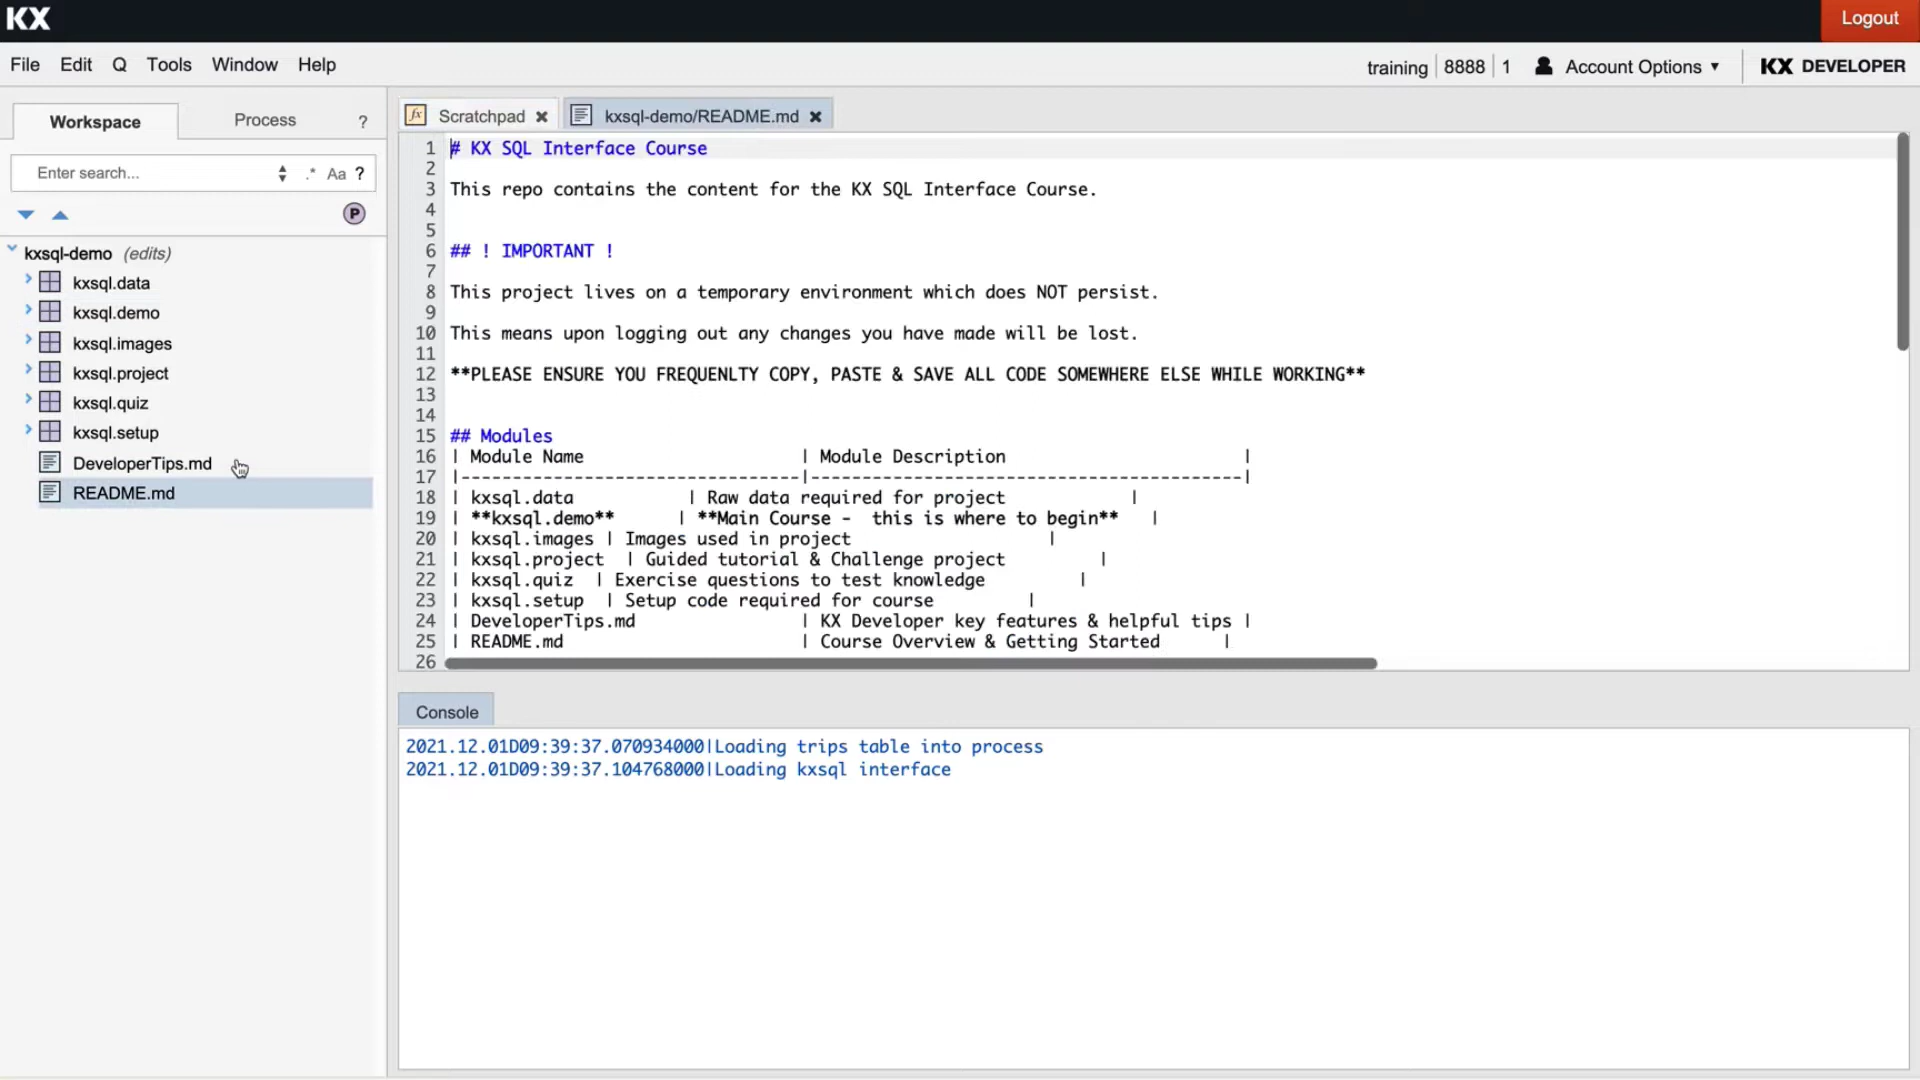 KX
Logout
File Edit Q Tools Window Help
training 8888 1 Account Options ▼ KX DEVELOPER
Workspace Process ?
Enter search... .* Aa ?
P
kxsql-demo (edits)
kxsql.data
kxsql.demo
kxsql.images
kxsql.project
kxsql.quiz
kxsql.setup
DeveloperTips.md
README.md
Scratchpad kxsql-demo/README.md
1 # KX SQL Interface Course
2
3 This repo contains the content for the KX SQL Interface Course.
4
5
6 ## ! IMPORTANT !
7
8 This project lives on a temporary environment which does NOT persist.
9
10 This means upon logging out any changes you have made will be lost.
11
12 **PLEASE ENSURE YOU FREQUENLTY COPY, PASTE & SAVE ALL CODE SOMEWHERE ELSE WHILE WORKING**
13
14
15 ## Modules
16 | Module Name | Module Description |
17 |---------------------------------|------------------------------------------|
18 | kxsql.data | Raw data required for project |
19 | **kxsql.demo** | **Main Course -  this is where to begin** |
20 | kxsql.images | Images used in project |
21 | kxsql.project | Guided tutorial & Challenge project |
22 | kxsql.quiz | Exercise questions to test knowledge |
23 | kxsql.setup | Setup code required for course |
24 | DeveloperTips.md | KX Developer key features & helpful tips |
25 | README.md | Course Overview & Getting Started |
26
Console
2021.12.01D09:39:37.070934000|Loading trips table into process
2021.12.01D09:39:37.104768000|Loading kxsql interface